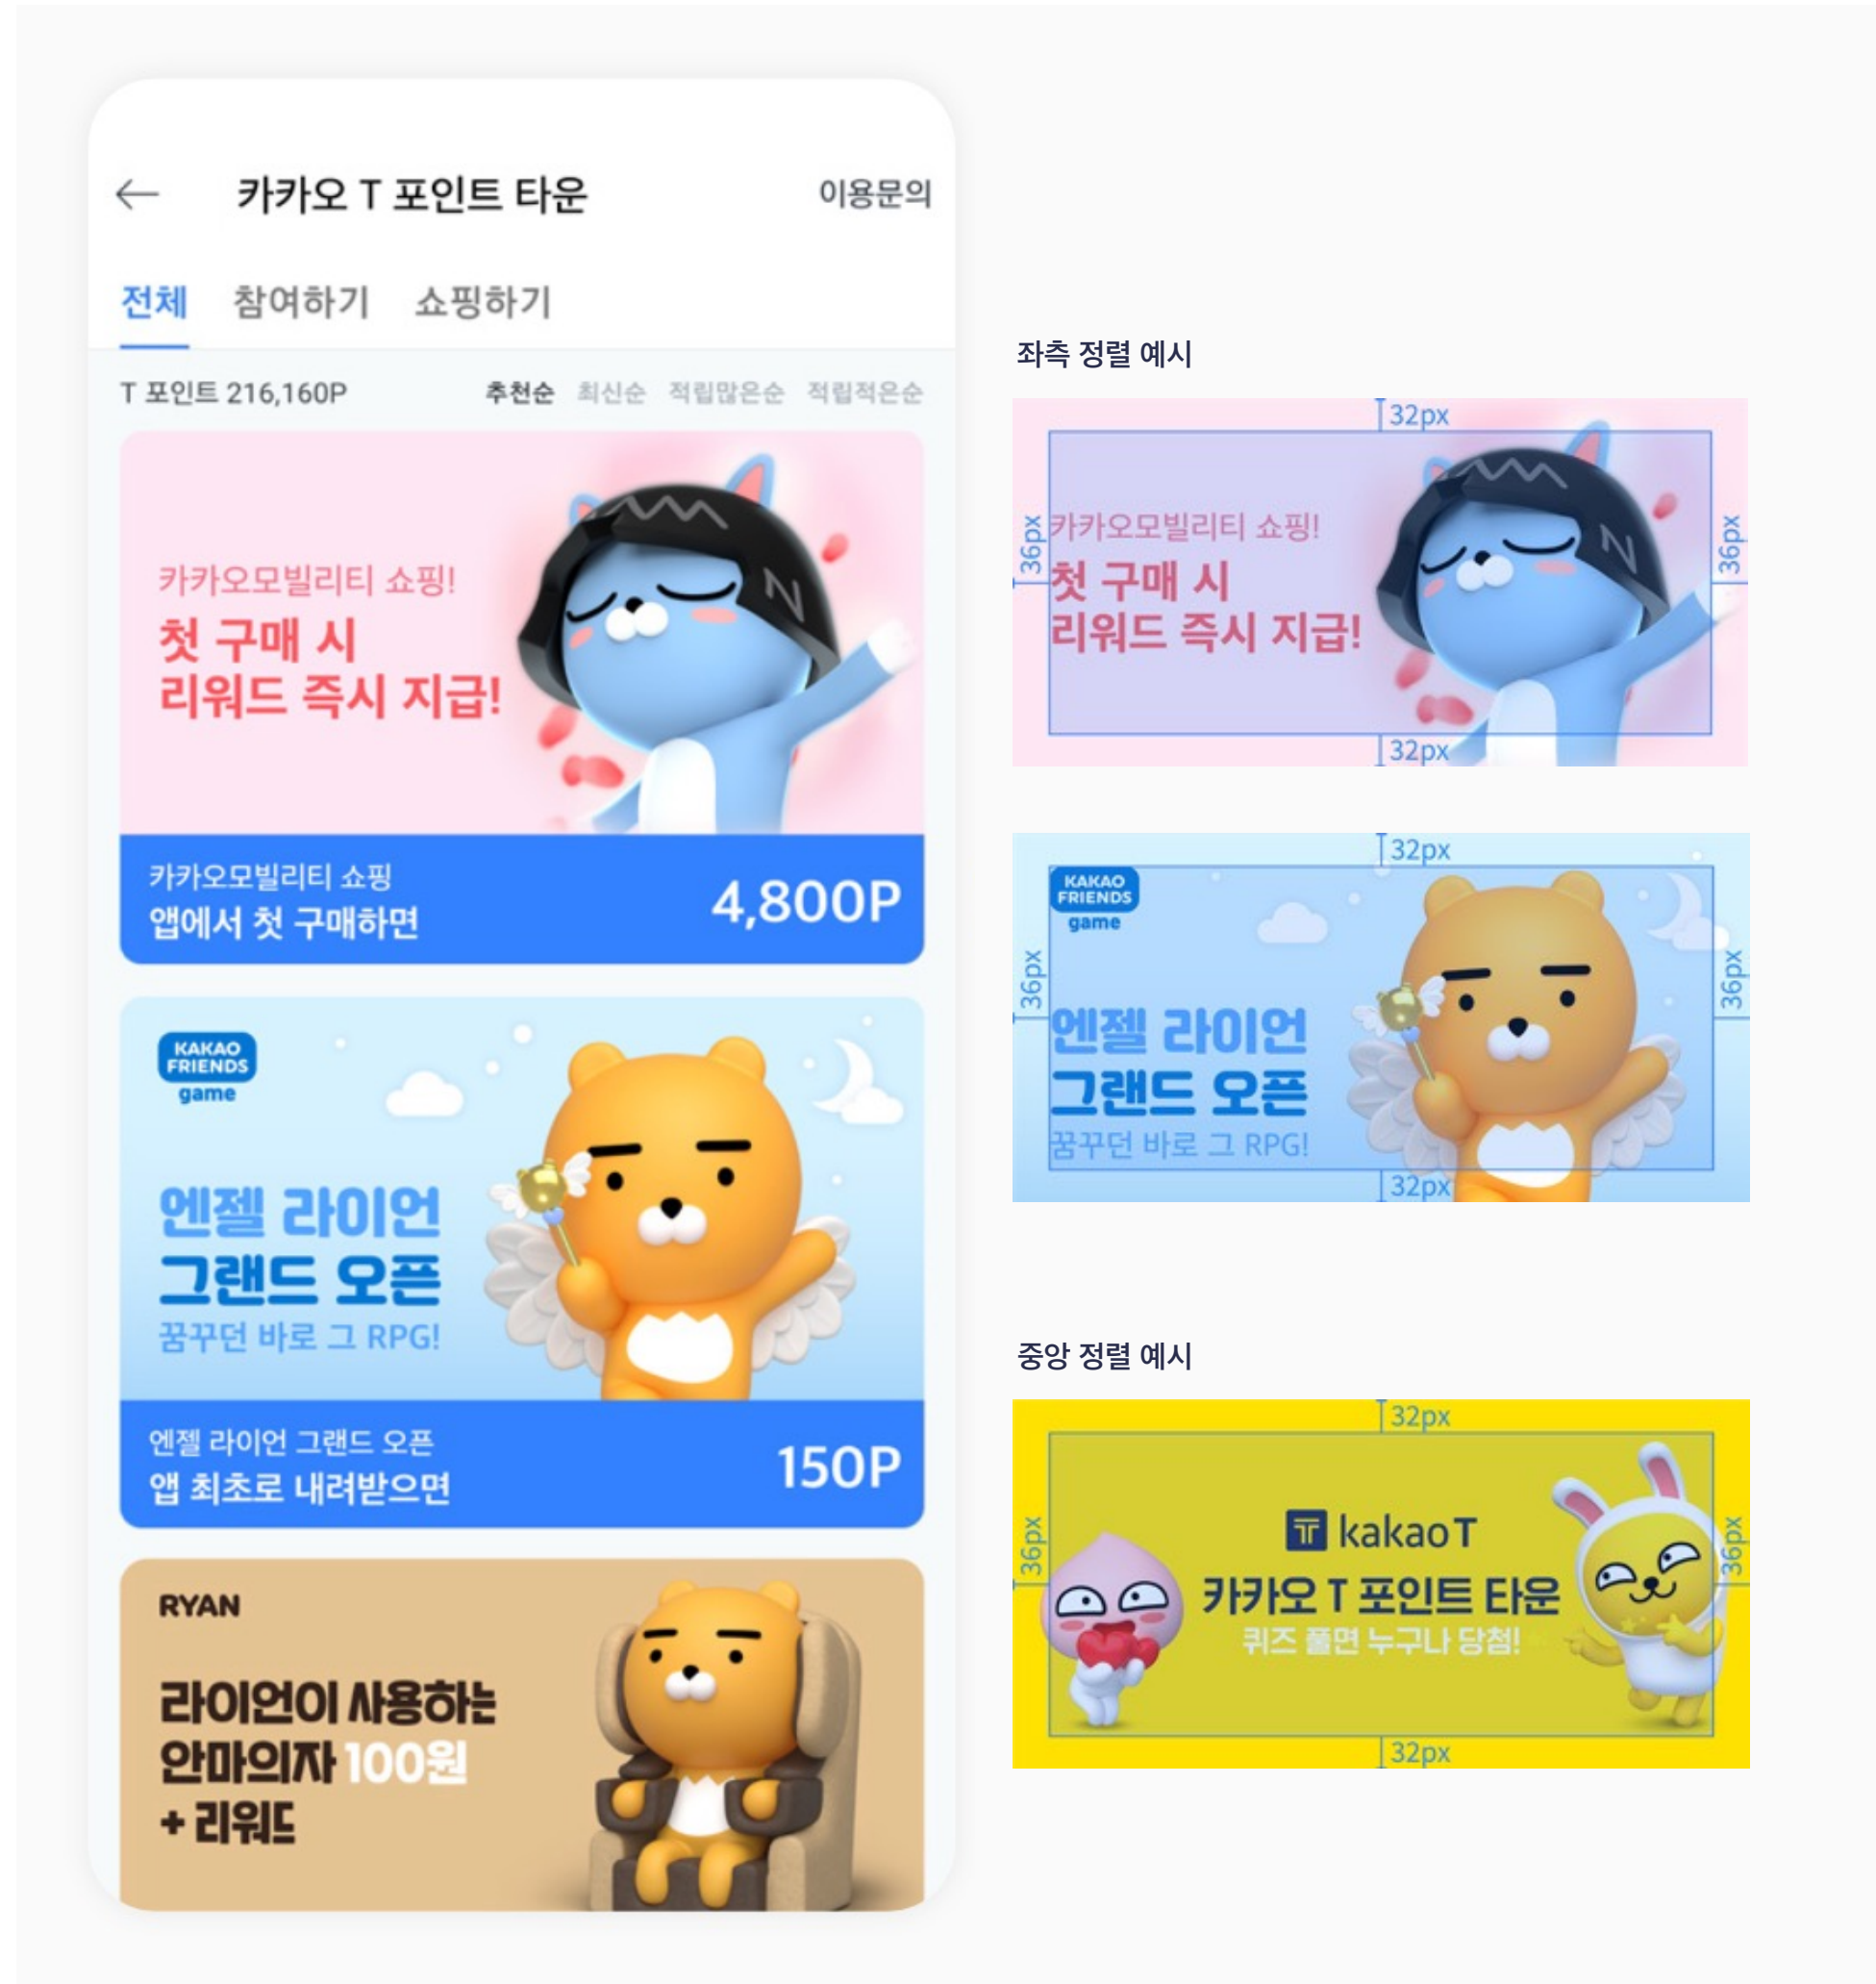 카카오 T 포인트 타운
이용문의
전체 참여하기 쇼핑하기
T 포인트 216,160P
추천순 최신순 적립많은순 적립적은순
카카오모빌리티 쇼핑!
첫 구매 시
리워드 즉시 지급!
N
카카오모빌리티 쇼핑
앱에서 첫 구매하면
4,800P
KAKAO
FRIENDS
game
엔젤 라이언
그랜드 오픈
꿈꾸던 바로 그 RPG!
엔젤 라이언 그랜드 오픈
앱 최초로 내려받으면
150P
RYAN
라이언이 사용하는
안마의자 100원
+ 리워드
좌측 정렬 예시
32px
36px
카카오모빌리티 쇼핑!
첫 구매 시
리워드 즉시 지급!
N
36px
32px
32px
KAKAO
FRIENDS
game
36px
엔젤 라이언
그랜드 오픈
꿈꾸던 바로 그 RPG!
36px
32px
중앙 정렬 예시
32px
36px
T kakao T
카카오 T 포인트 타운
퀴즈 풀면 누구나 당첨!
36px
32px